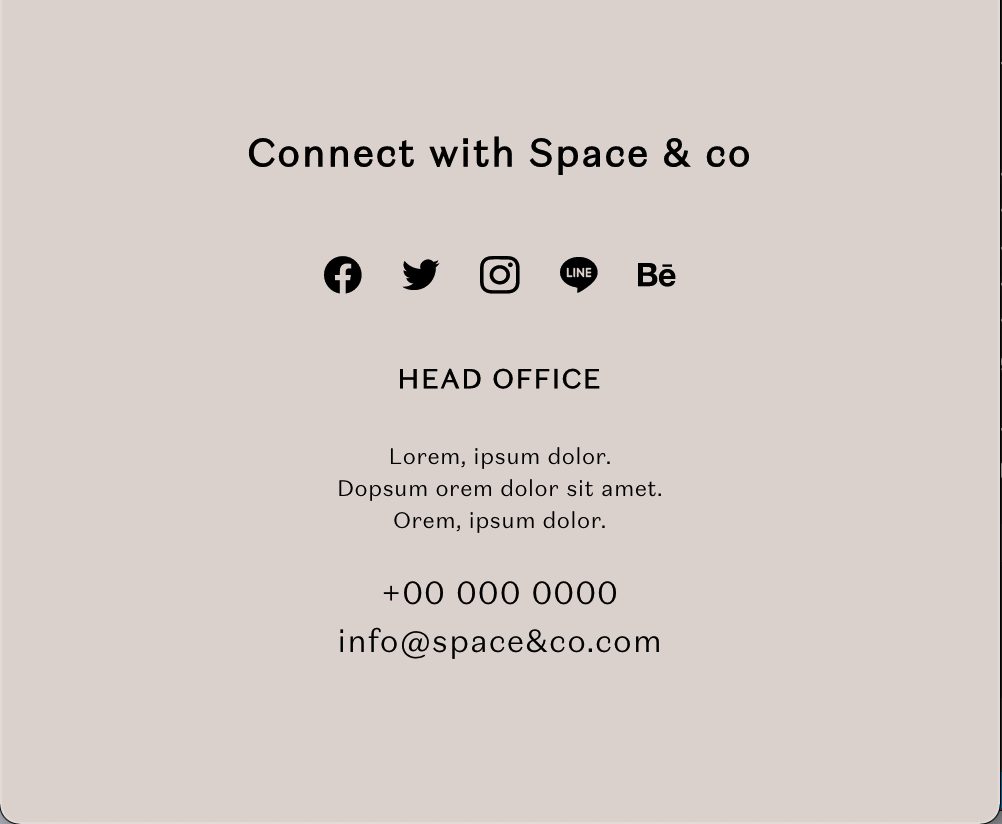 Connect with Space & co
LINE Bē
HEAD OFFICE
Lorem, ipsum dolor.
Dopsum orem dolor sit amet.
Orem, ipsum dolor.
+00 000 0000
info@space&co.com